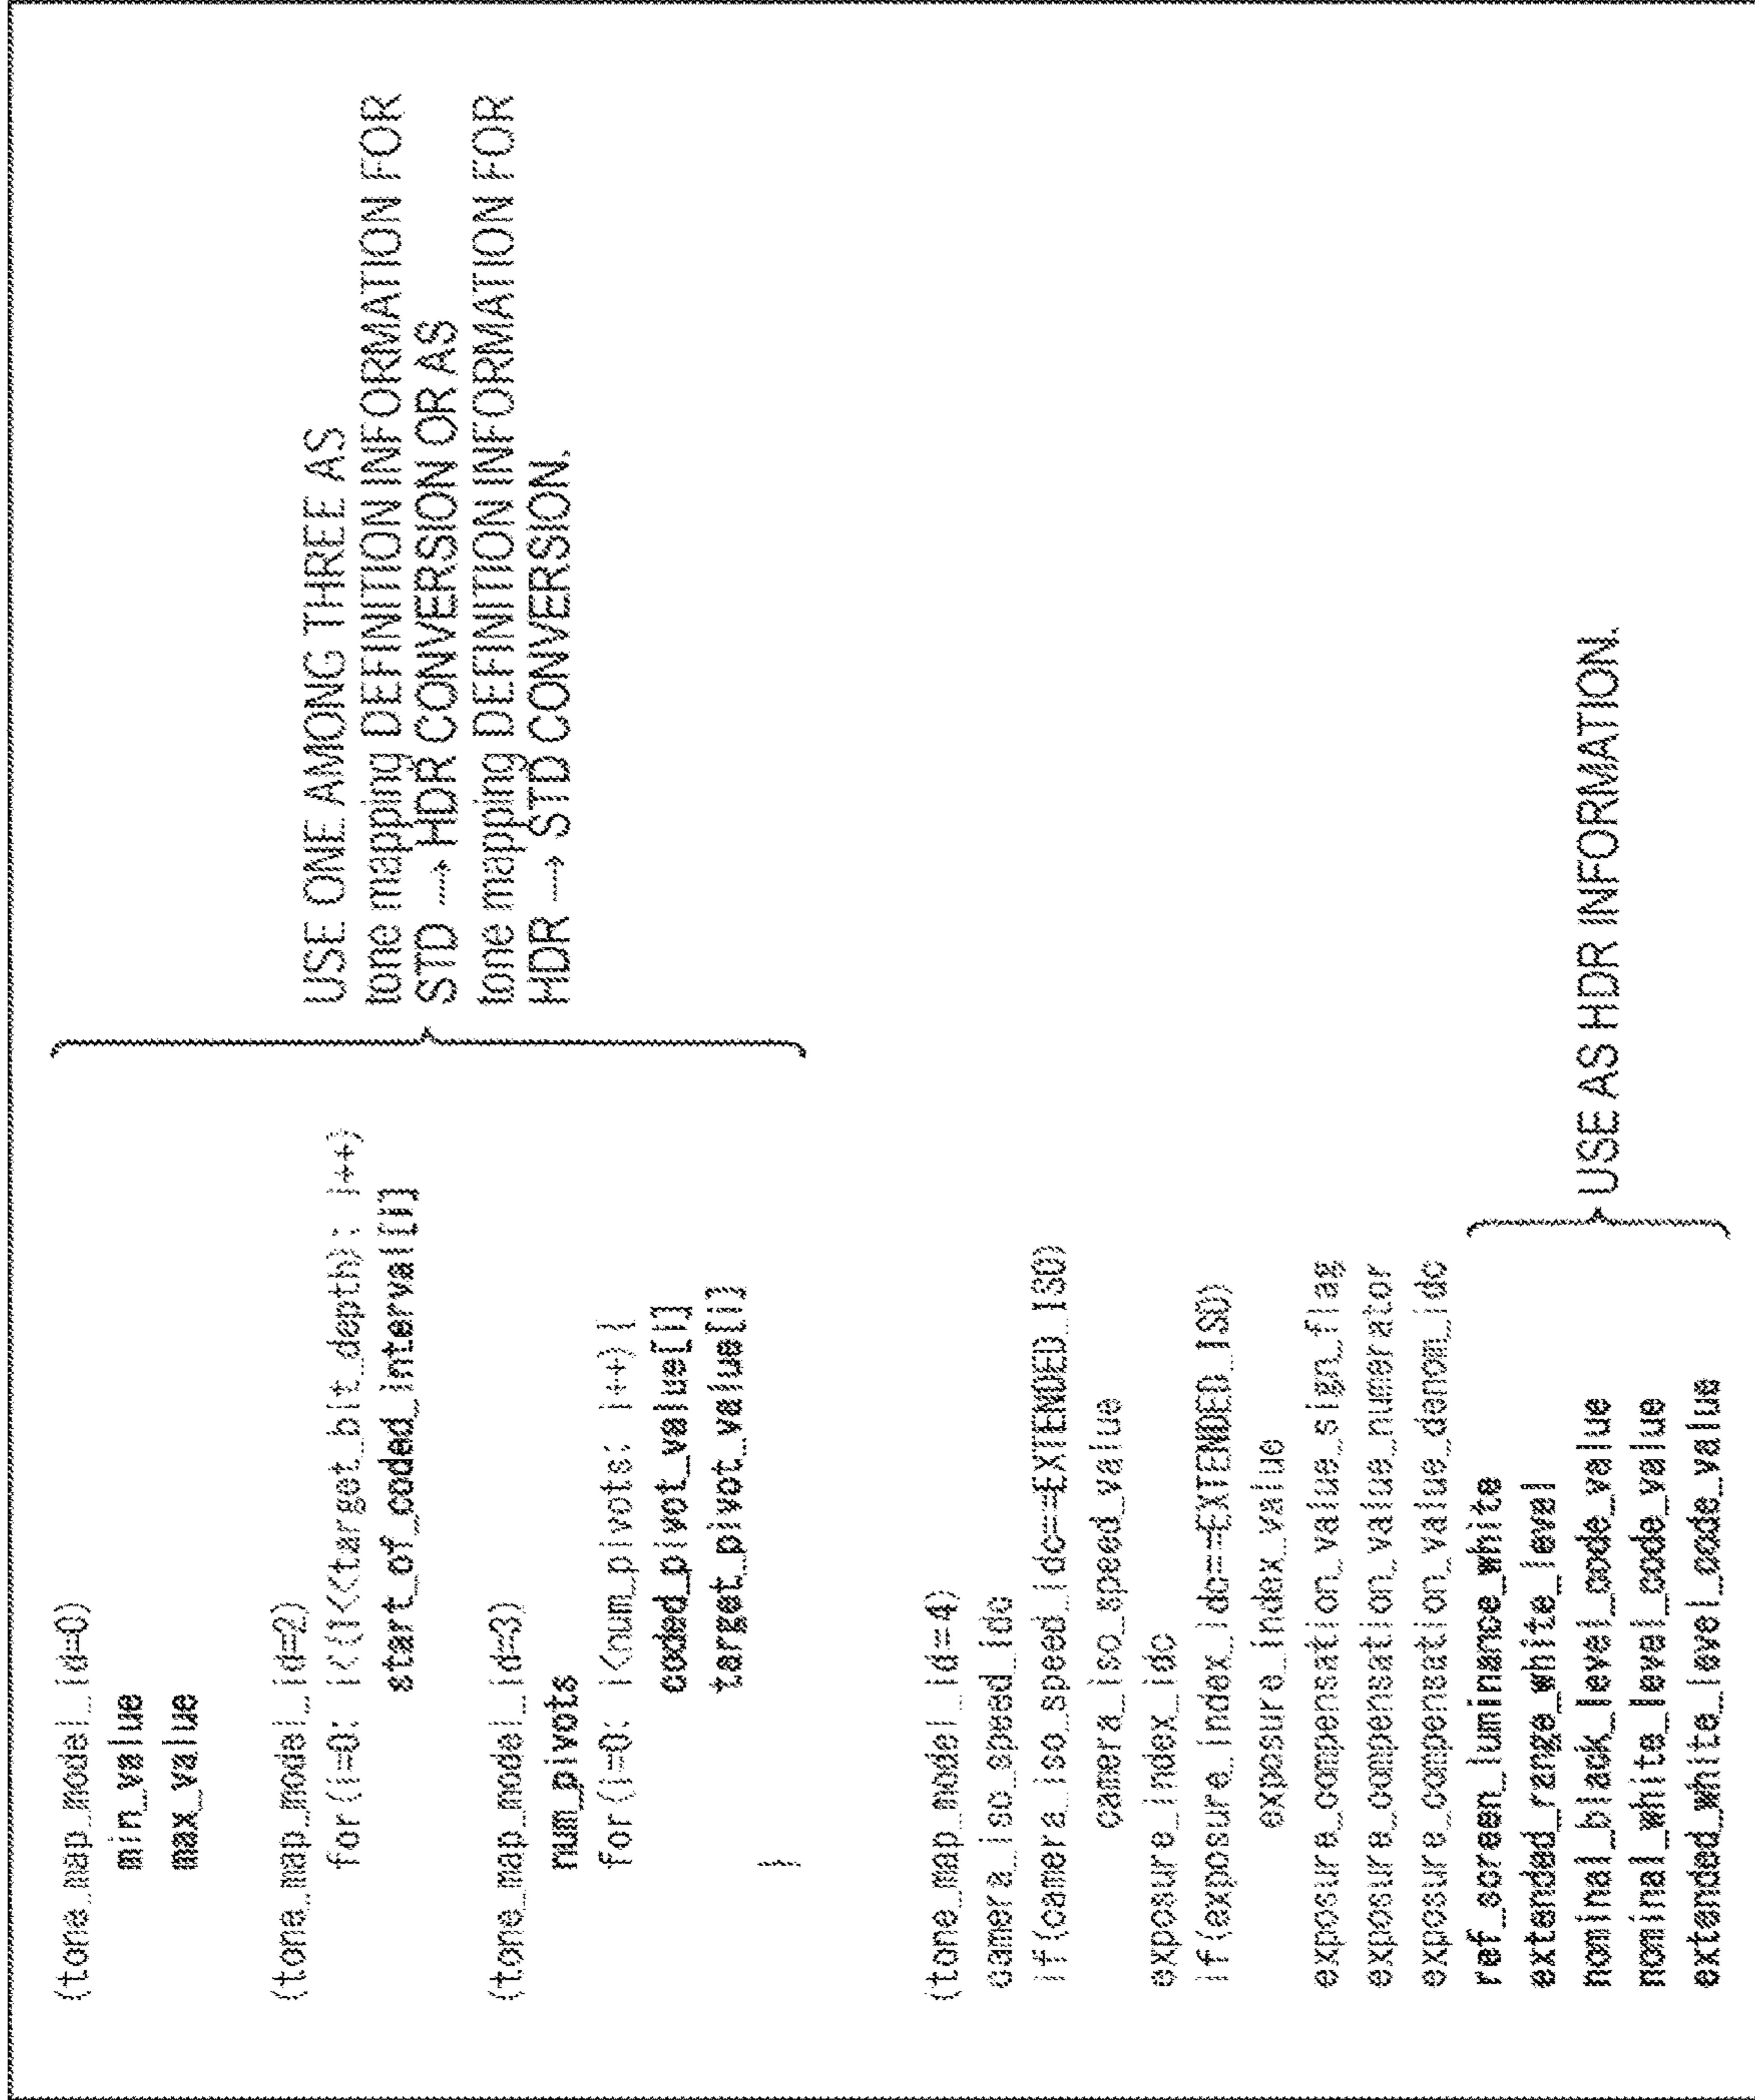 (tone_map_model_id=0)
min_value
max_value
(tone_map_model_id=2)
for(i=0; i<(1<<target_bit_depth); i++)
start_of_coded_interval[i]
(tone_map_model_id=3)
num_pivots
for(i=0; i<num_pivots; i++){
coded_pivot_value[i]
target_pivot_value[i]
}
USE ONE AMONG THREE AS
tone mapping DEFINITION INFORMATION FOR
STD → HDR CONVERSION OR AS
tone mapping DEFINITION INFORMATION FOR
HDR → STD CONVERSION.
(tone_map_model_id=4)
camera_iso_speed_idc
if(camera_iso_speed_idc==EXTENDED_ISO)
camera_iso_speed_value
exposure_index_idc
if(exposure_index_idc==EXTENDED_ISO)
exposure_index_value
exposure_compensation_value_sign_flag
exposure_compensation_value_numerator
exposure_compensation_value_denom_idc
ref_screen_luminance_white
extended_range_white_level
nominal_black_level_code_value
nominal_white_level_code_value
extended_white_level_code_value
USE AS HDR INFORMATION.